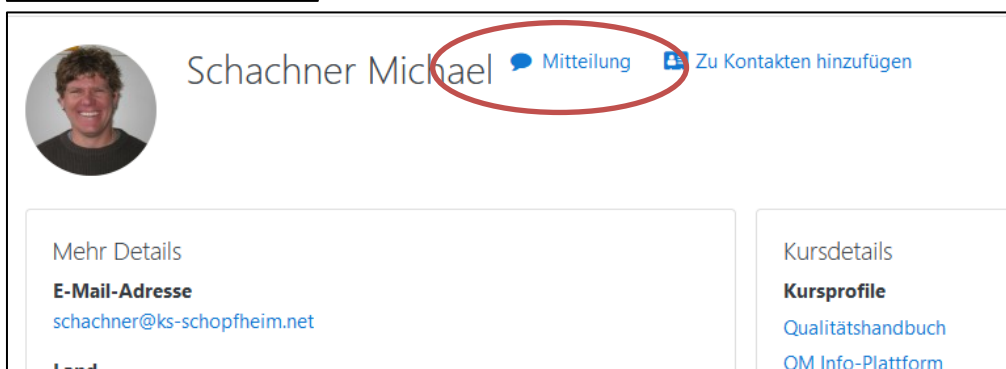 Schachner Michael Mitteilung Zu Kontakten hinzufügen
Mehr Details
E-Mail-Adresse
schachner@ks-schopfheim.net
Land
Kursdetails
Kursprofile
Qualitätshandbuch
QM Info-Plattform